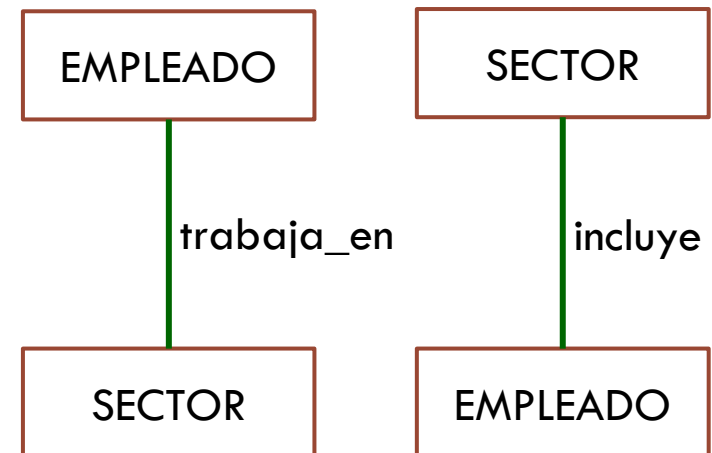 EMPLEADO
SECTOR
trabaja_en
incluye
SECTOR
EMPLEADO